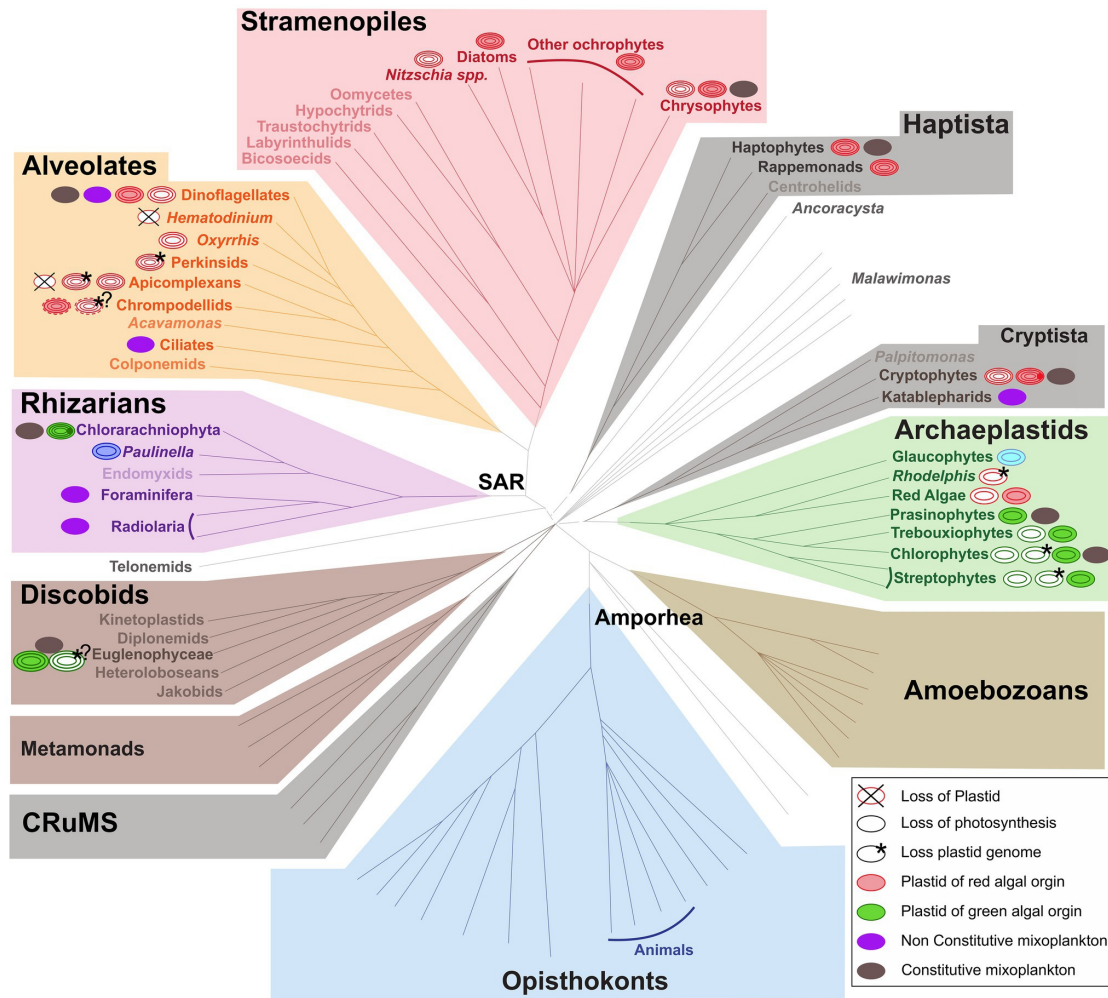 Stramenopiles
Other ochrophytes
Diatoms
Nitzschia spp.
Chrysophytes
Oomycetes
Hypochytrids
Traustochytrids
Labyrinthulids
Bicosoecids
Haptista
Haptophytes
Rappemonads
Centrohelids
Ancoracysta
Malawimonas
Alveolates
Dinoflagellates
Hematodinium
Oxyrrhis
* Perkinsids
* Apicomplexans
*? Chrompodellids
Acavamonas
Ciliates
Colponemids
Cryptista
Palpitomonas
Cryptophytes
Katablepharids
Rhizarians
Chlorarachniophyta
Paulinella
Endomyxids
Foraminifera
Radiolaria
SAR
Archaeplastids
Glaucophytes
Rhodelphis *
Red Algae
Prasinophytes
Trebouxiophytes
Chlorophytes *
Streptophytes *
Telonemids
Discobids
Kinetoplastids
Diplonemids
*? Euglenophyceae
Heteroloboseans
Jakobids
Amporhea
Amoebozoans
Metamonads
CRuMS
Animals
Opisthokonts
Loss of Plastid
Loss of photosynthesis
* Loss plastid genome
Plastid of red algal orgin
Plastid of green algal orgin
Non Constitutive mixoplankton
Constitutive mixoplankton